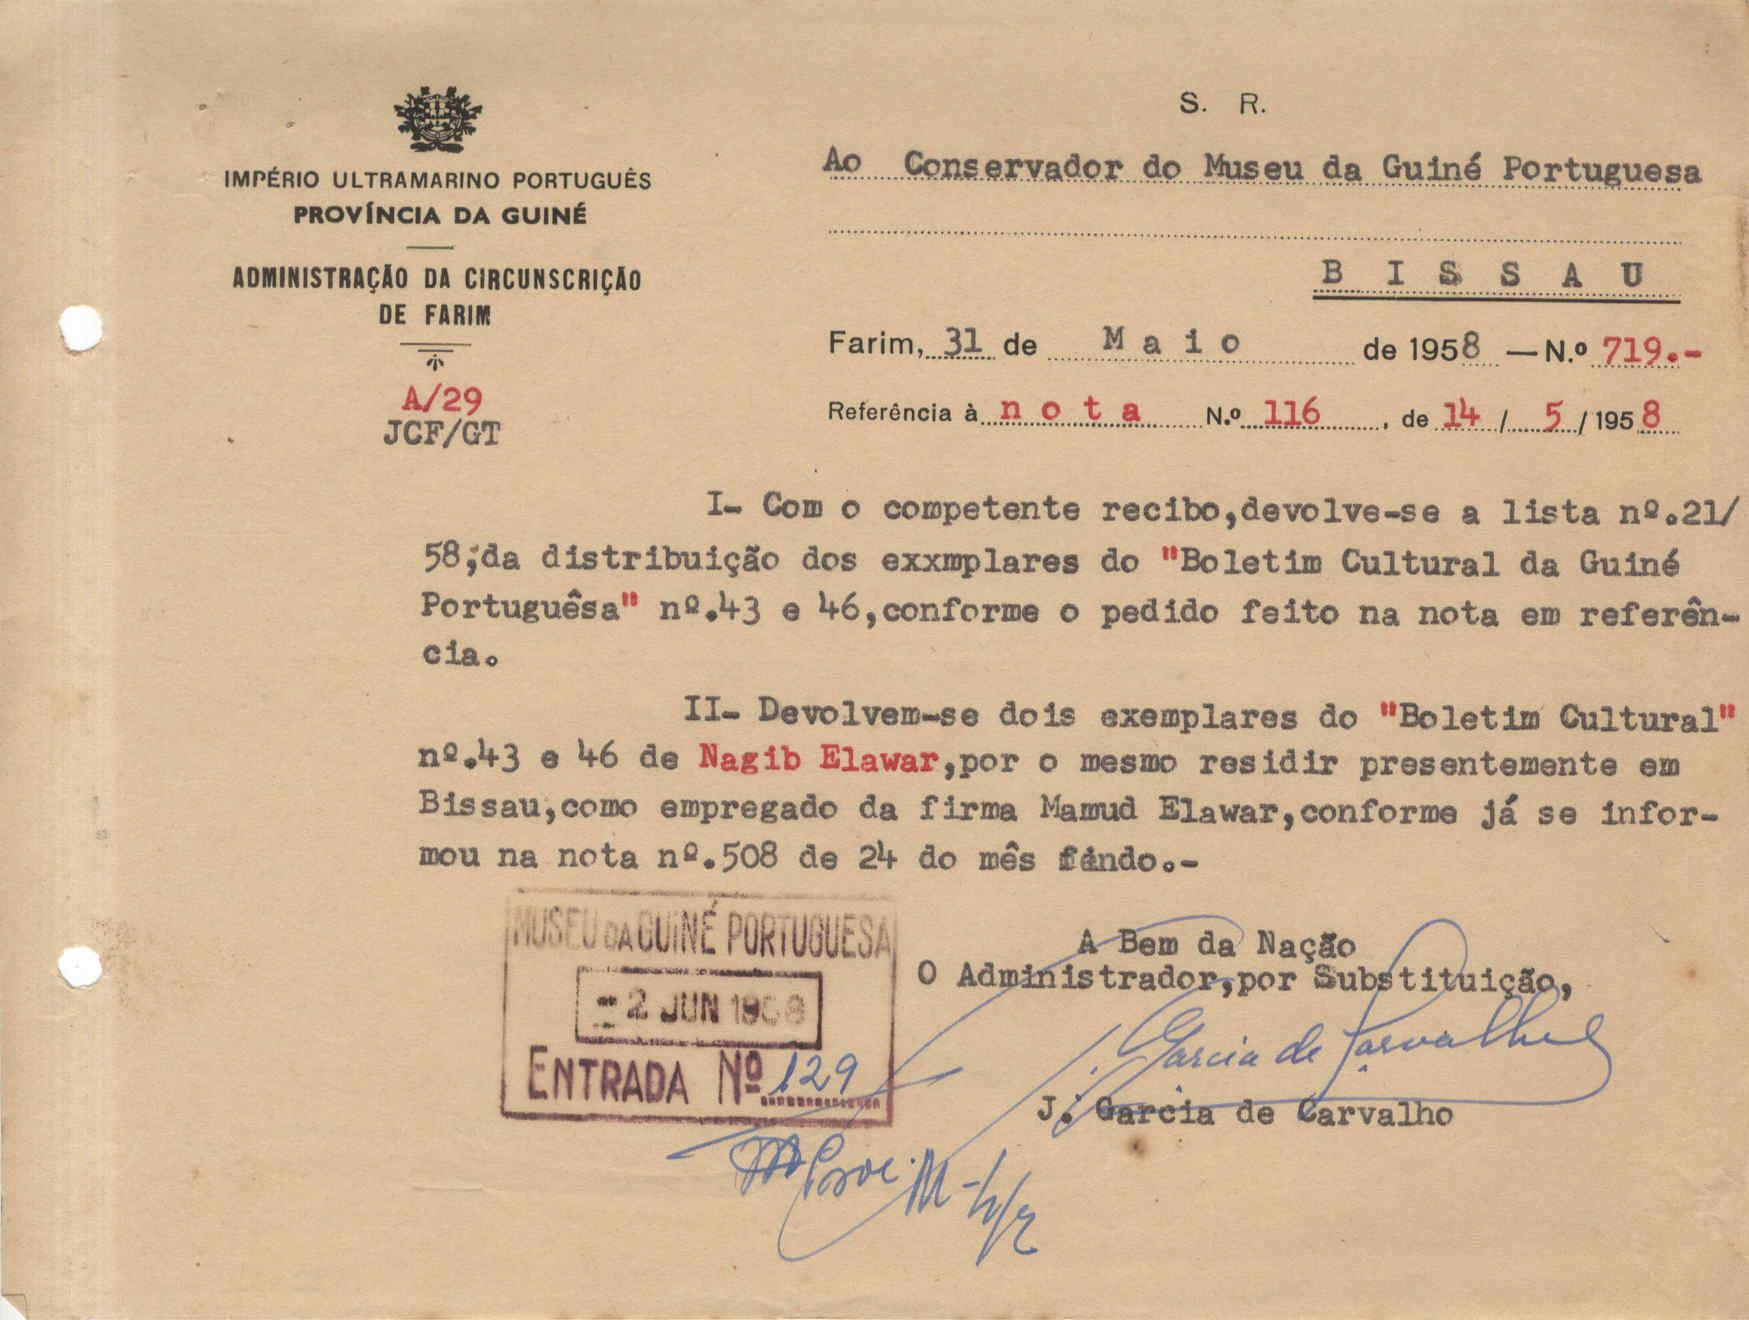 IMPÉRIO ULTRAMARINO PORTUGUÊS
PROVÍNCIA DA GUINÉ
ADMINISTRAÇÃO DA CIRCUNSCRIÇÃO
DE FARIM
A/29
JCF/GT
S. R.
Ao Conservador do Museu da Guiné Portuguesa
B I S S A U
Farim, 31 de M a i o de 1958 — N.º 719.-
Referência à n o t a N.º 116, de 14 / 5 / 1958
I- Com o competente recibo,devolve-se a lista nº.21/
58,da distribuição dos exxmplares do "Boletim Cultural da Guiné
Portuguêsa" nº.43 e 46,conforme o pedido feito na nota em referên-
cia.
II- Devolvem-se dois exemplares do "Boletim Cultural"
nº.43 e 46 de Nagib Elawar,por o mesmo residir presentemente em
Bissau,como empregado da firma Mamud Elawar,conforme já se infor-
mou na nota nº.508 de 24 do mês findo.-
A Bem da Nação
O Administrador,por Substituição,
J. Garcia de Carvalho
J. Garcia de Carvalho
MUSEU DA GUINÉ PORTUGUESA
-2 JUN 1958
ENTRADA Nº 129